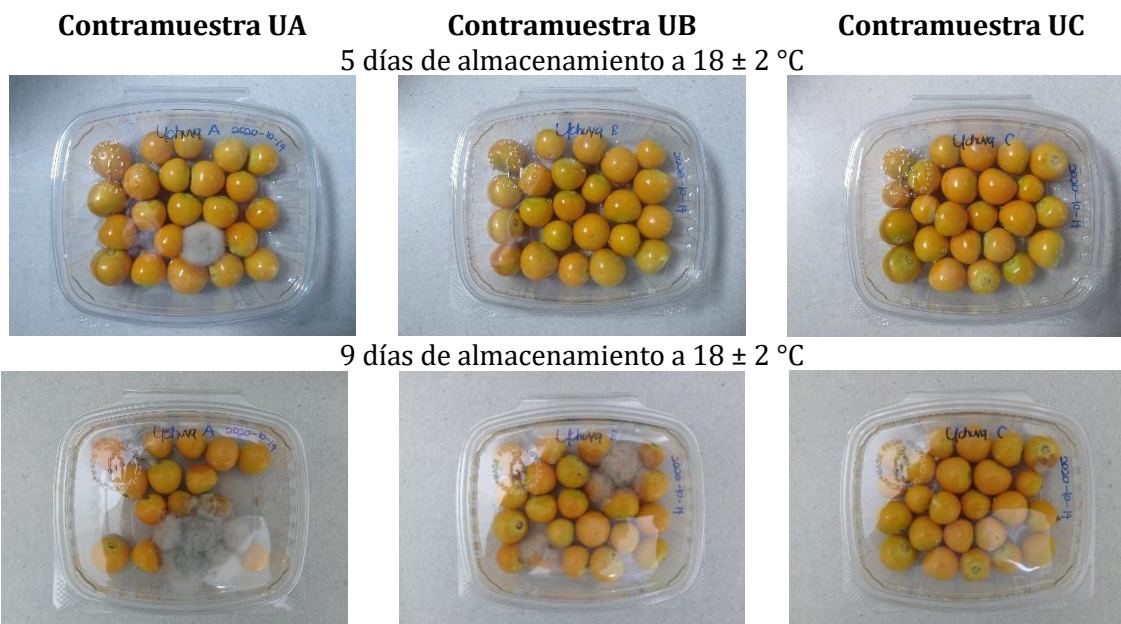 Contramuestra UA Contramuestra UB Contramuestra UC
5 días de almacenamiento a 18 ± 2 °C
Uchuva A 2020-10-19
Uchuva B
Uchuva C
9 días de almacenamiento a 18 ± 2 °C
Uchuva A 2020-10-19
Uchuva B
Uchuva C